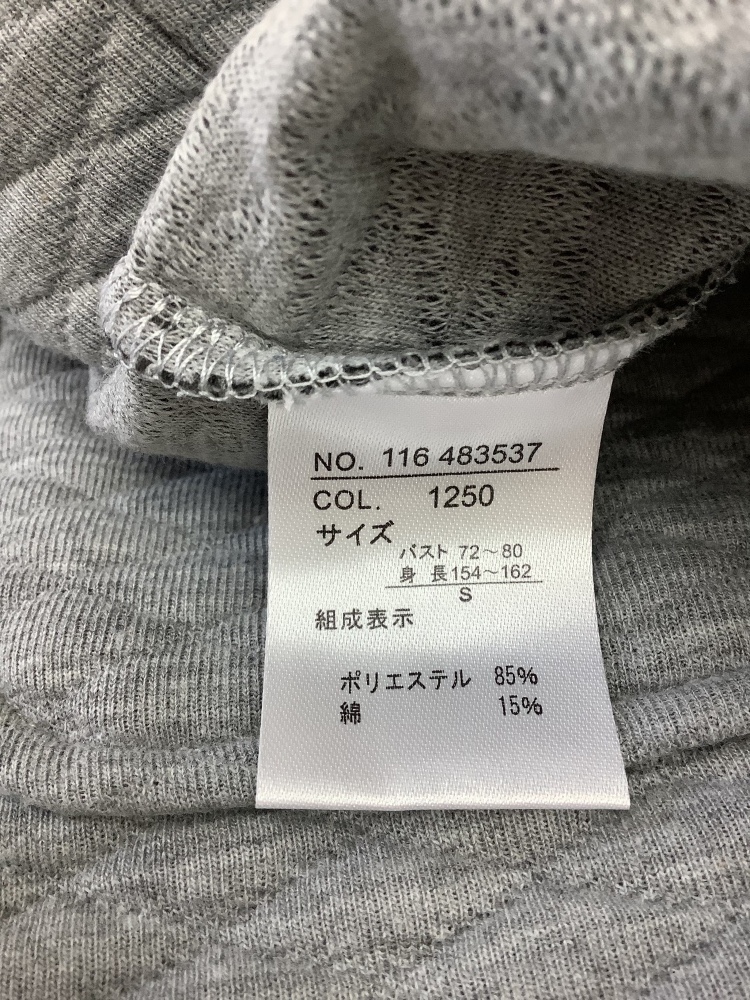 NO. 116 483537
COL. 1250
サイズ
バスト 72～80
身 長154～162
S
組成表示
ポリエステル 85%
綿 15%